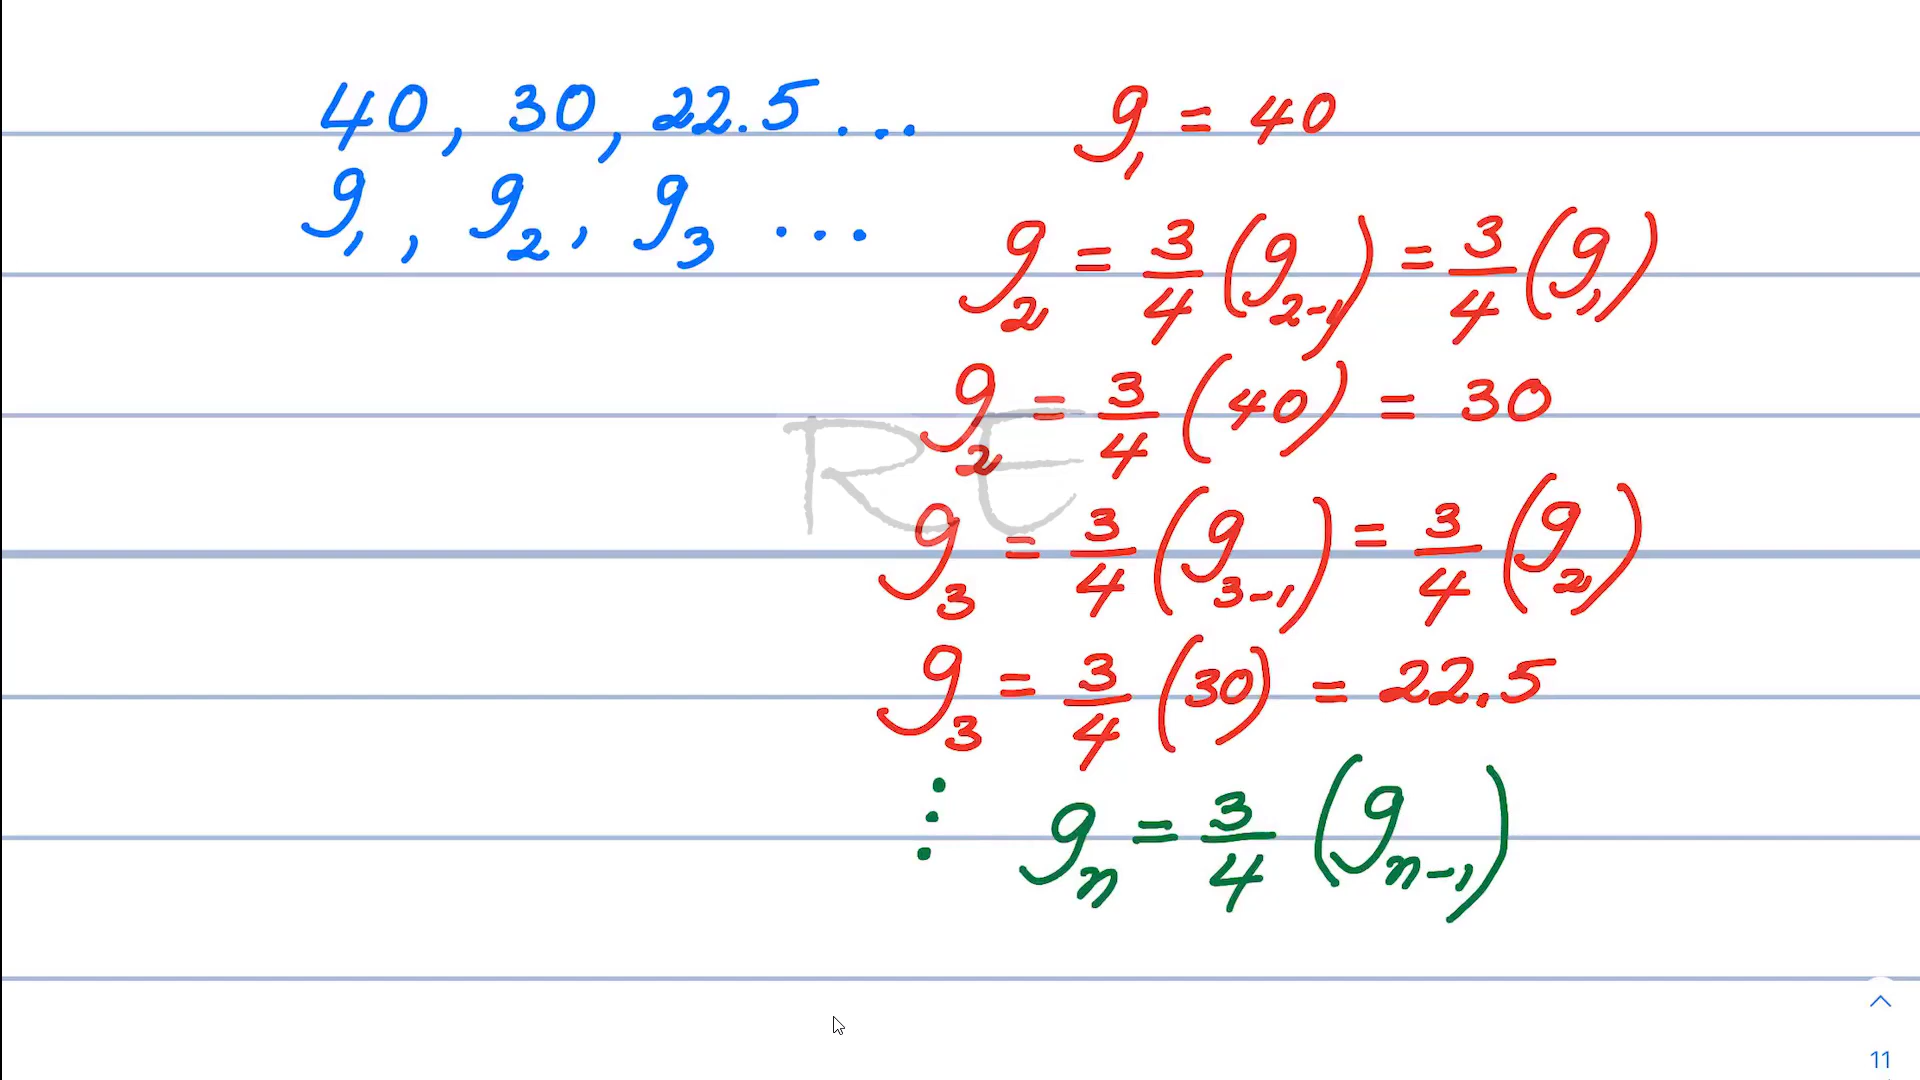 40, 30, 22.5 ...
g₁, g₂, g₃ ...
g₁ = 40
g₂ = 3/4 (g₂₋₁) = 3/4 (g₁)
g₂ = 3/4 (40) = 30
RE
g₃ = 3/4 (g₃₋₁) = 3/4 (g₂)
g₃ = 3/4 (30) = 22.5
⋮ gₙ = 3/4 (gₙ₋₁)
11